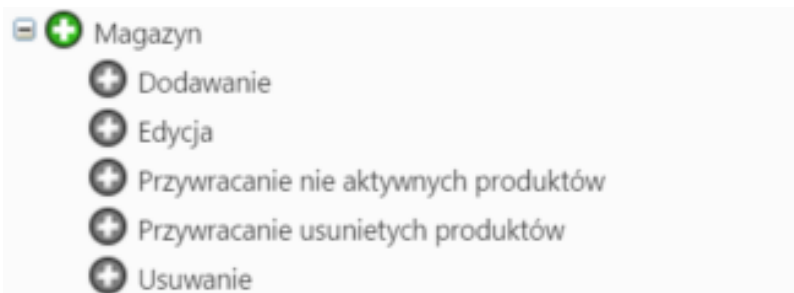 Magazyn
Dodawanie
Edycja
Przywracanie nie aktywnych produktów
Przywracanie usunietych produktów
Usuwanie